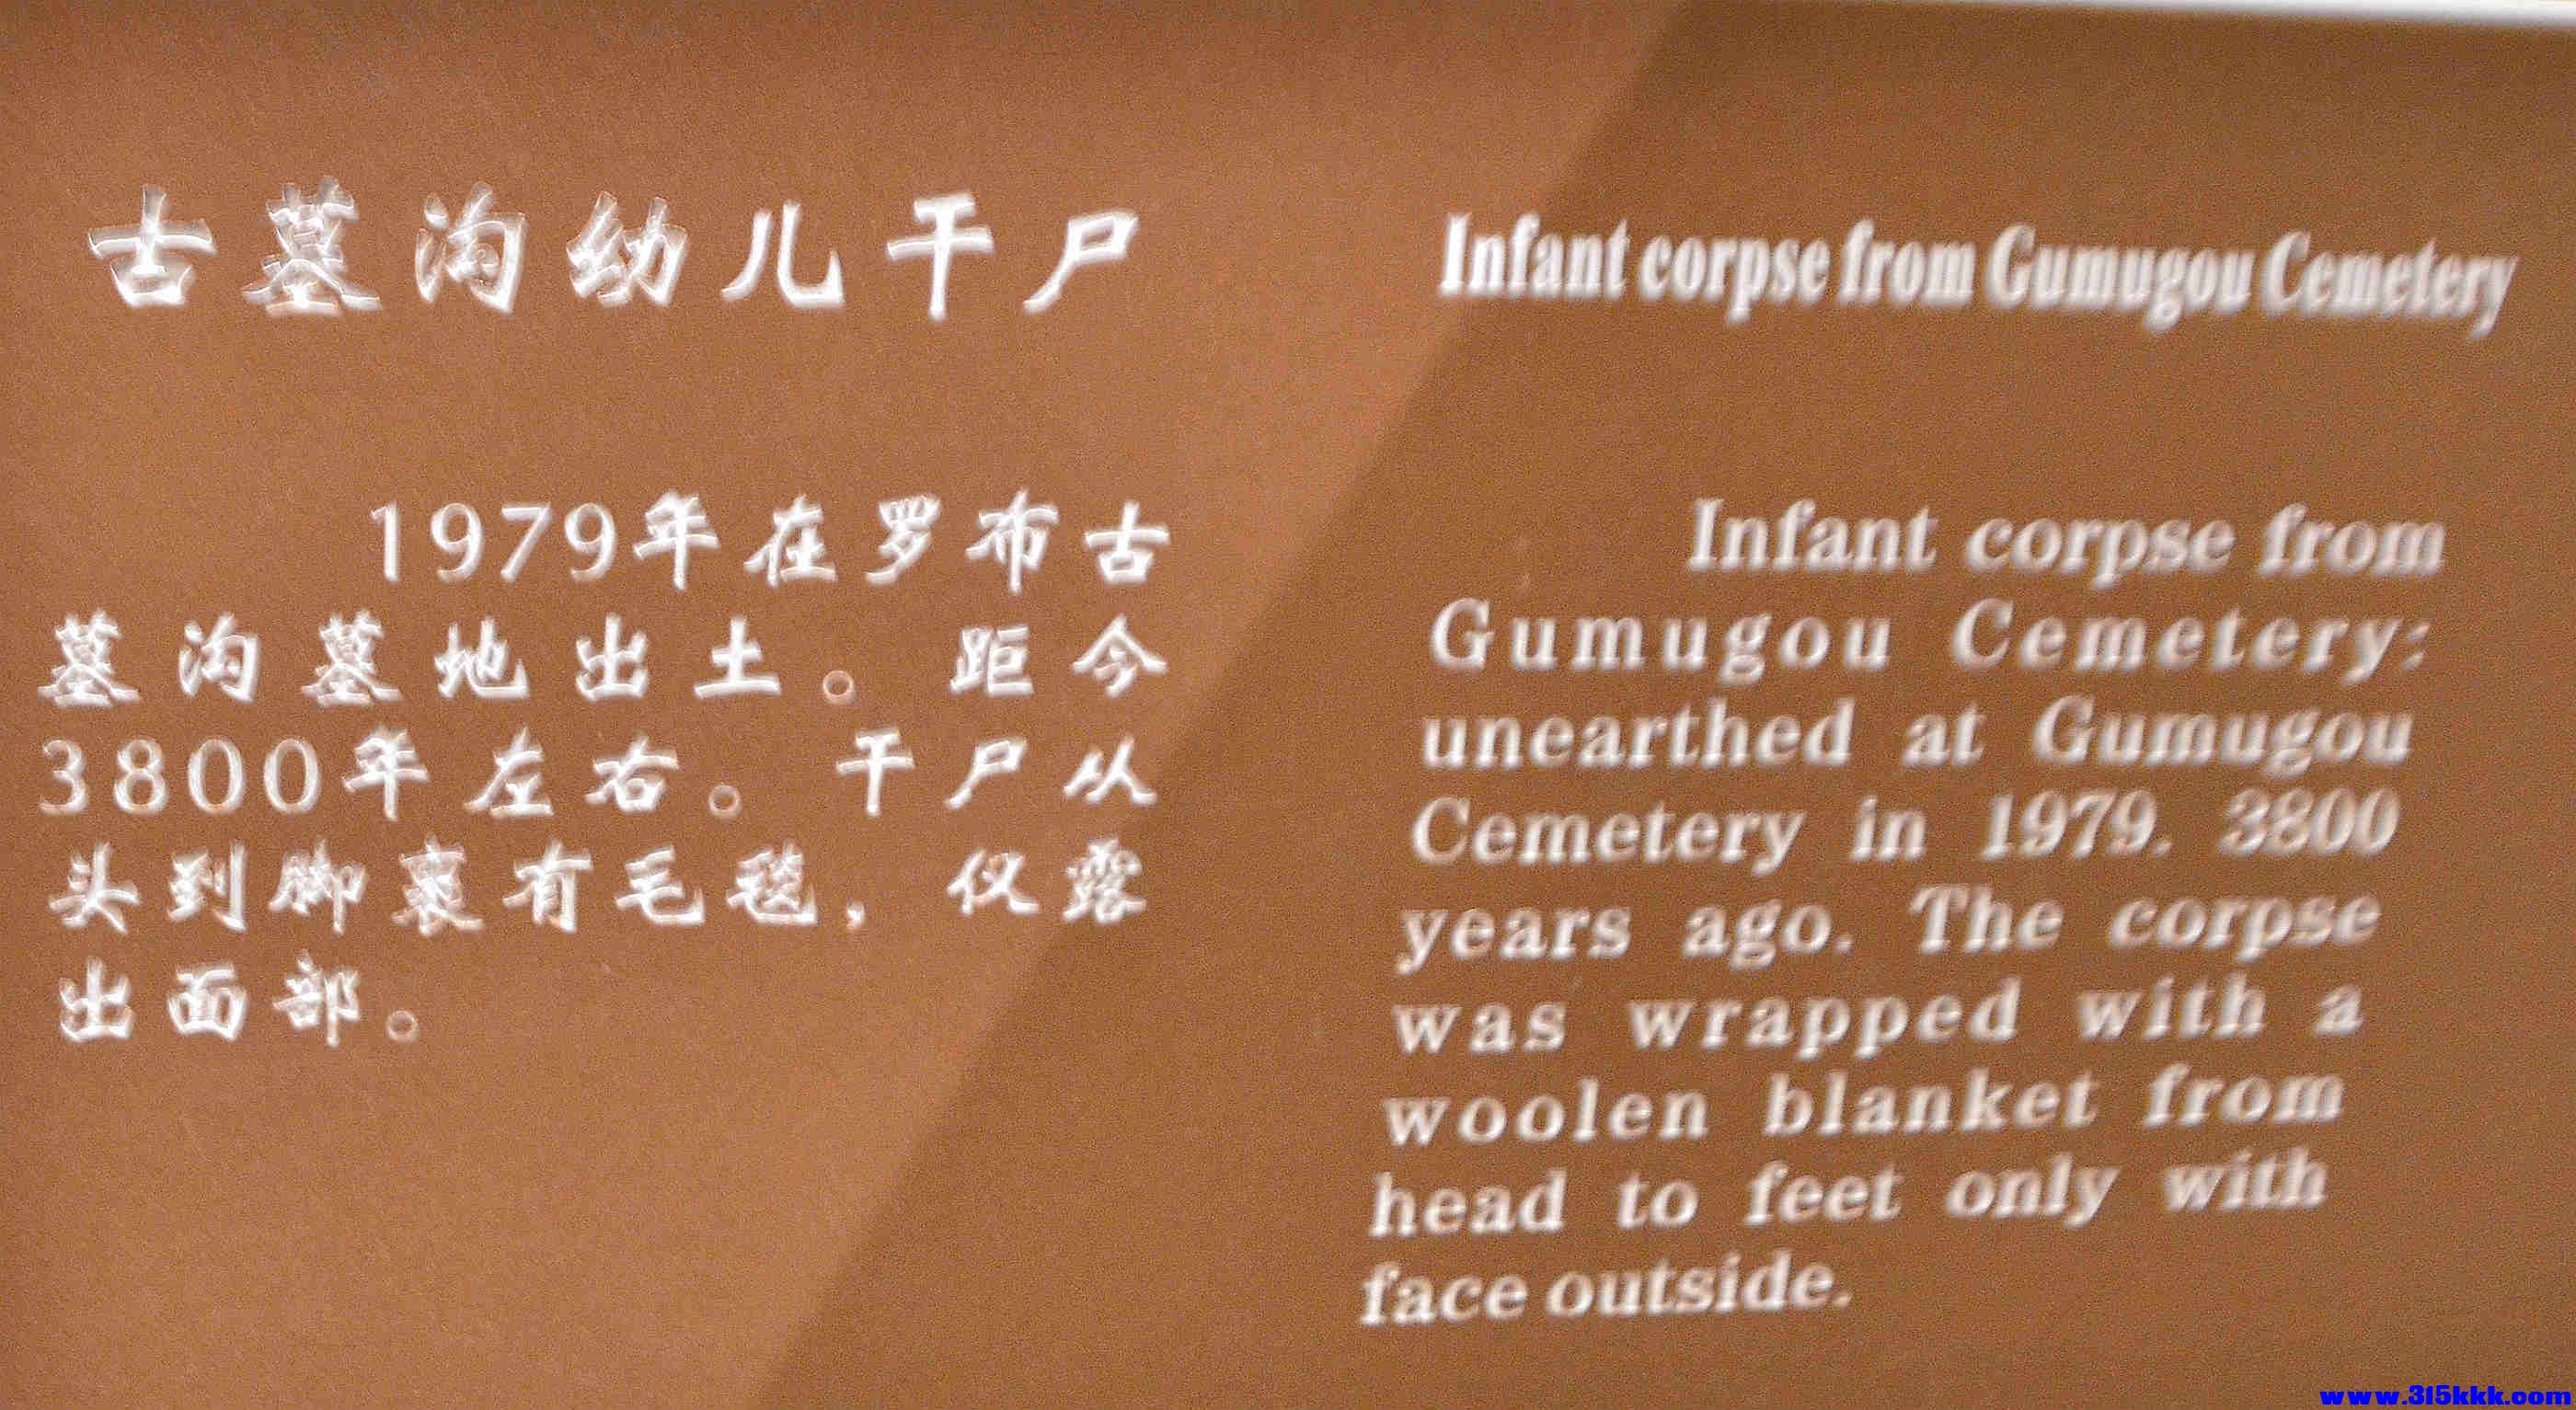 古墓沟幼儿干尸
1979年在罗布古
墓沟墓地出土。距今
3800年左右。干尸从
头到脚裹有毛毯，仅露
出面部。
Infant corpse from Gumugou Cemetery
Infant corpse from
Gumugou Cemetery:
unearthed at Gumugou
Cemetery in 1979. 3800
years ago. The corpse
was wrapped with a
woolen blanket from
head to feet only with
face outside.
www.315kkk.com